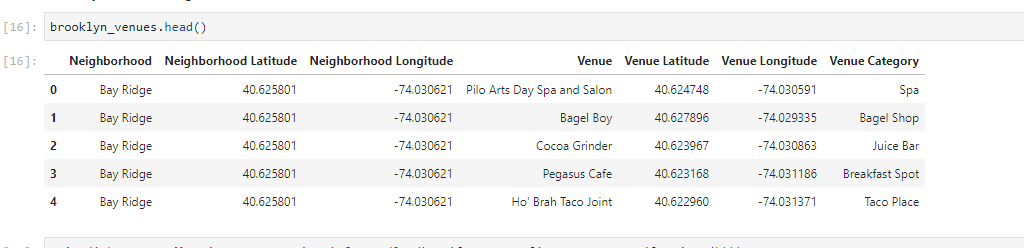 [16]: brooklyn_venues.head()
[16]: Neighborhood Neighborhood Latitude Neighborhood Longitude Venue Venue Latitude Venue Longitude Venue Category
0 Bay Ridge 40.625801 -74.030621 Pilo Arts Day Spa and Salon 40.624748 -74.030591 Spa
1 Bay Ridge 40.625801 -74.030621 Bagel Boy 40.627896 -74.029335 Bagel Shop
2 Bay Ridge 40.625801 -74.030621 Cocoa Grinder 40.623967 -74.030863 Juice Bar
3 Bay Ridge 40.625801 -74.030621 Pegasus Cafe 40.623168 -74.031186 Breakfast Spot
4 Bay Ridge 40.625801 -74.030621 Ho' Brah Taco Joint 40.622960 -74.031371 Taco Place